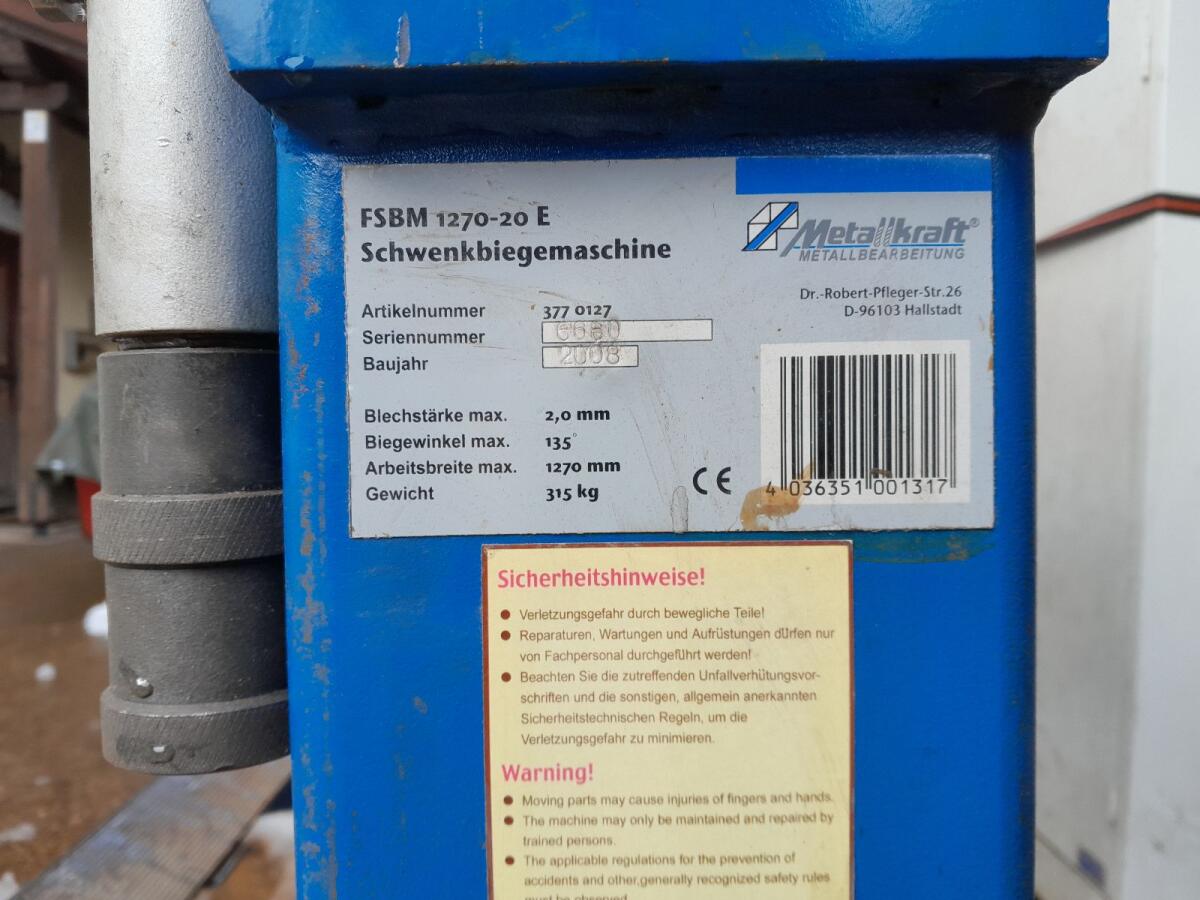 FSBM 1270-20 E
Schwenkbiegemaschine
Metallkraft®
METALLBEARBEITUNG
Dr.-Robert-Pfleger-Str.26
D-96103 Hallstadt
Artikelnummer 377 0127
Seriennummer
Baujahr 2008
Blechstärke max. 2,0 mm
Biegewinkel max. 135°
Arbeitsbreite max. 1270 mm
Gewicht 315 kg
CE
4 036351 001317
Sicherheitshinweise!
● Verletzungsgefahr durch bewegliche Teile!
● Reparaturen, Wartungen und Aufrüstungen dürfen nur
von Fachpersonal durchgeführt werden!
● Beachten Sie die zutreffenden Unfallverhütungsvor-
schriften und die sonstigen, allgemein anerkannten
Sicherheitstechnischen Regeln, um die
Verletzungsgefahr zu minimieren.
Warning!
● Moving parts may cause injuries of fingers and hands.
● The machine may only be maintained and repaired by
trained persons.
● The applicable regulations for the prevention of
accidents and other,generally recognized safety rules
must be observed